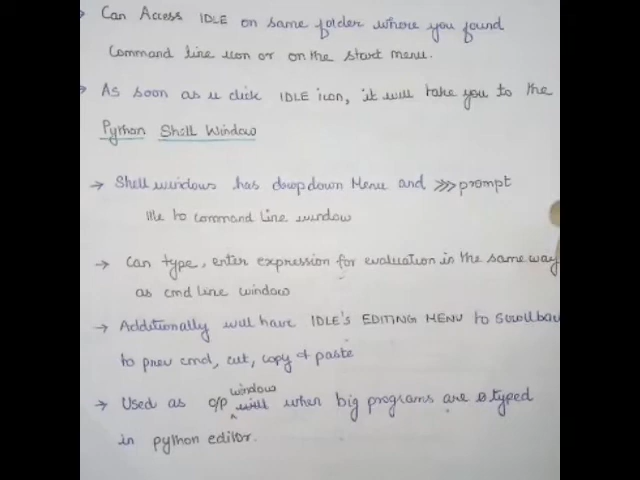 → Can Access IDLE on same folder where you found
Command line icon or on the start menu.
→ As soon as u click IDLE icon, it will take you to the
Python Shell Window
→ Shell windows has dropdown Menu and >>> prompt
llle to command line window
→ can type, enter expression for evaluation in the same way
as cmd line window
→ Additionally will have IDLE's EDITING MENU to scrollbac
to prev cmd, cut, copy & paste
→ Used as o/p window when big programs are typed
in python editor.